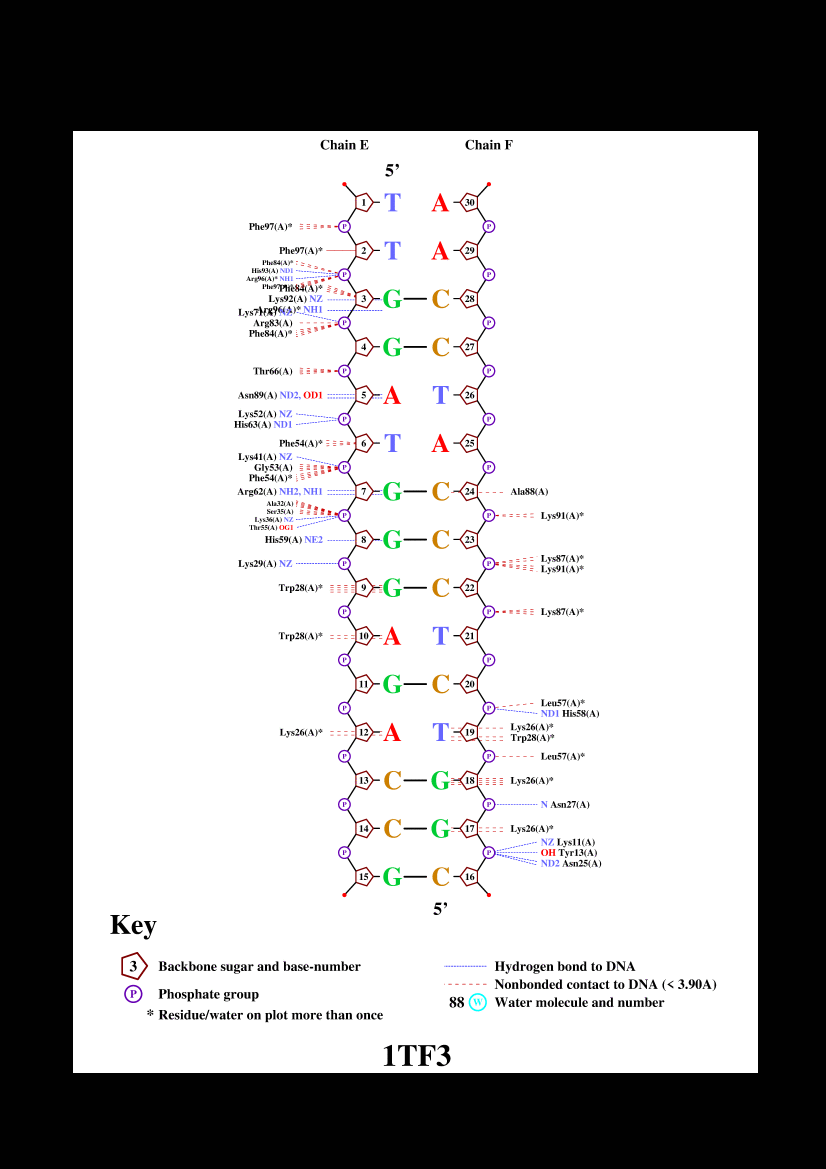 Chain E Chain F
5’
1 T A 30
Phe97(A)* P P
Phe97(A)* 2 T A 29
Phe84(A)*
His93(A) ND1 P P
Arg96(A)* NH1
Phe97(A)*
Phe84(A)*
Lys92(A) NZ 3 G C 28
Arg96(A)* NH1
Lys71(A) NZ
Arg83(A) P P
Phe84(A)*
4 G C 27
Thr66(A) P P
Asn89(A) ND2, OD1 5 A T 26
Lys52(A) NZ P P
His63(A) ND1
Phe54(A)* 6 T A 25
Lys41(A) NZ
Gly53(A) P P
Phe54(A)*
Arg62(A) NH2, NH1 7 G C 24 Ala88(A)
Ala32(A)
Ser35(A) P P Lys91(A)*
Lys36(A) NZ
Thr55(A) OG1
His59(A) NE2 8 G C 23
Lys87(A)*
Lys29(A) NZ P P
Lys91(A)*
Trp28(A)* 9 G C 22
P P Lys87(A)*
Trp28(A)* 10 A T 21
P P
11 G C 20
Leu57(A)*
P P
ND1 His58(A)
Lys26(A)*
Lys26(A)* 12 A T 19
Trp28(A)*
P P Leu57(A)*
13 C G 18 Lys26(A)*
P P N Asn27(A)
14 C G 17 Lys26(A)*
NZ Lys11(A)
P P OH Tyr13(A)
ND2 Asn25(A)
15 G C 16
5’
Key
3 Backbone sugar and base-number
P Phosphate group
* Residue/water on plot more than once
Hydrogen bond to DNA
Nonbonded contact to DNA (< 3.90A)
88 W Water molecule and number
1TF3